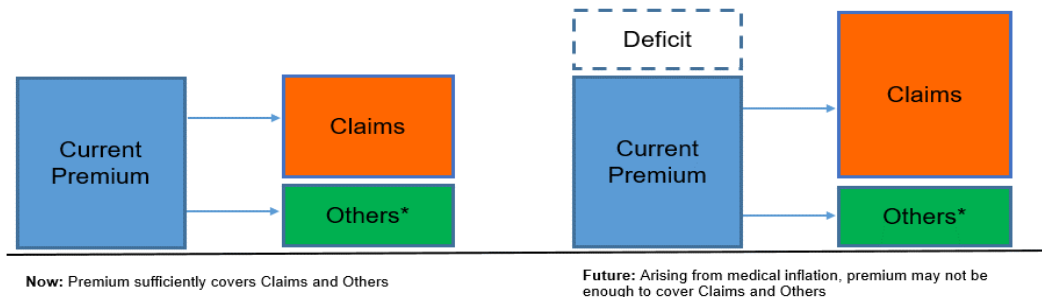 Current
Premium
Claims
Others*
Now: Premium sufficiently covers Claims and Others
Deficit
Current
Premium
Claims
Others*
Future: Arising from medical inflation, premium may not be
enough to cover Claims and Others